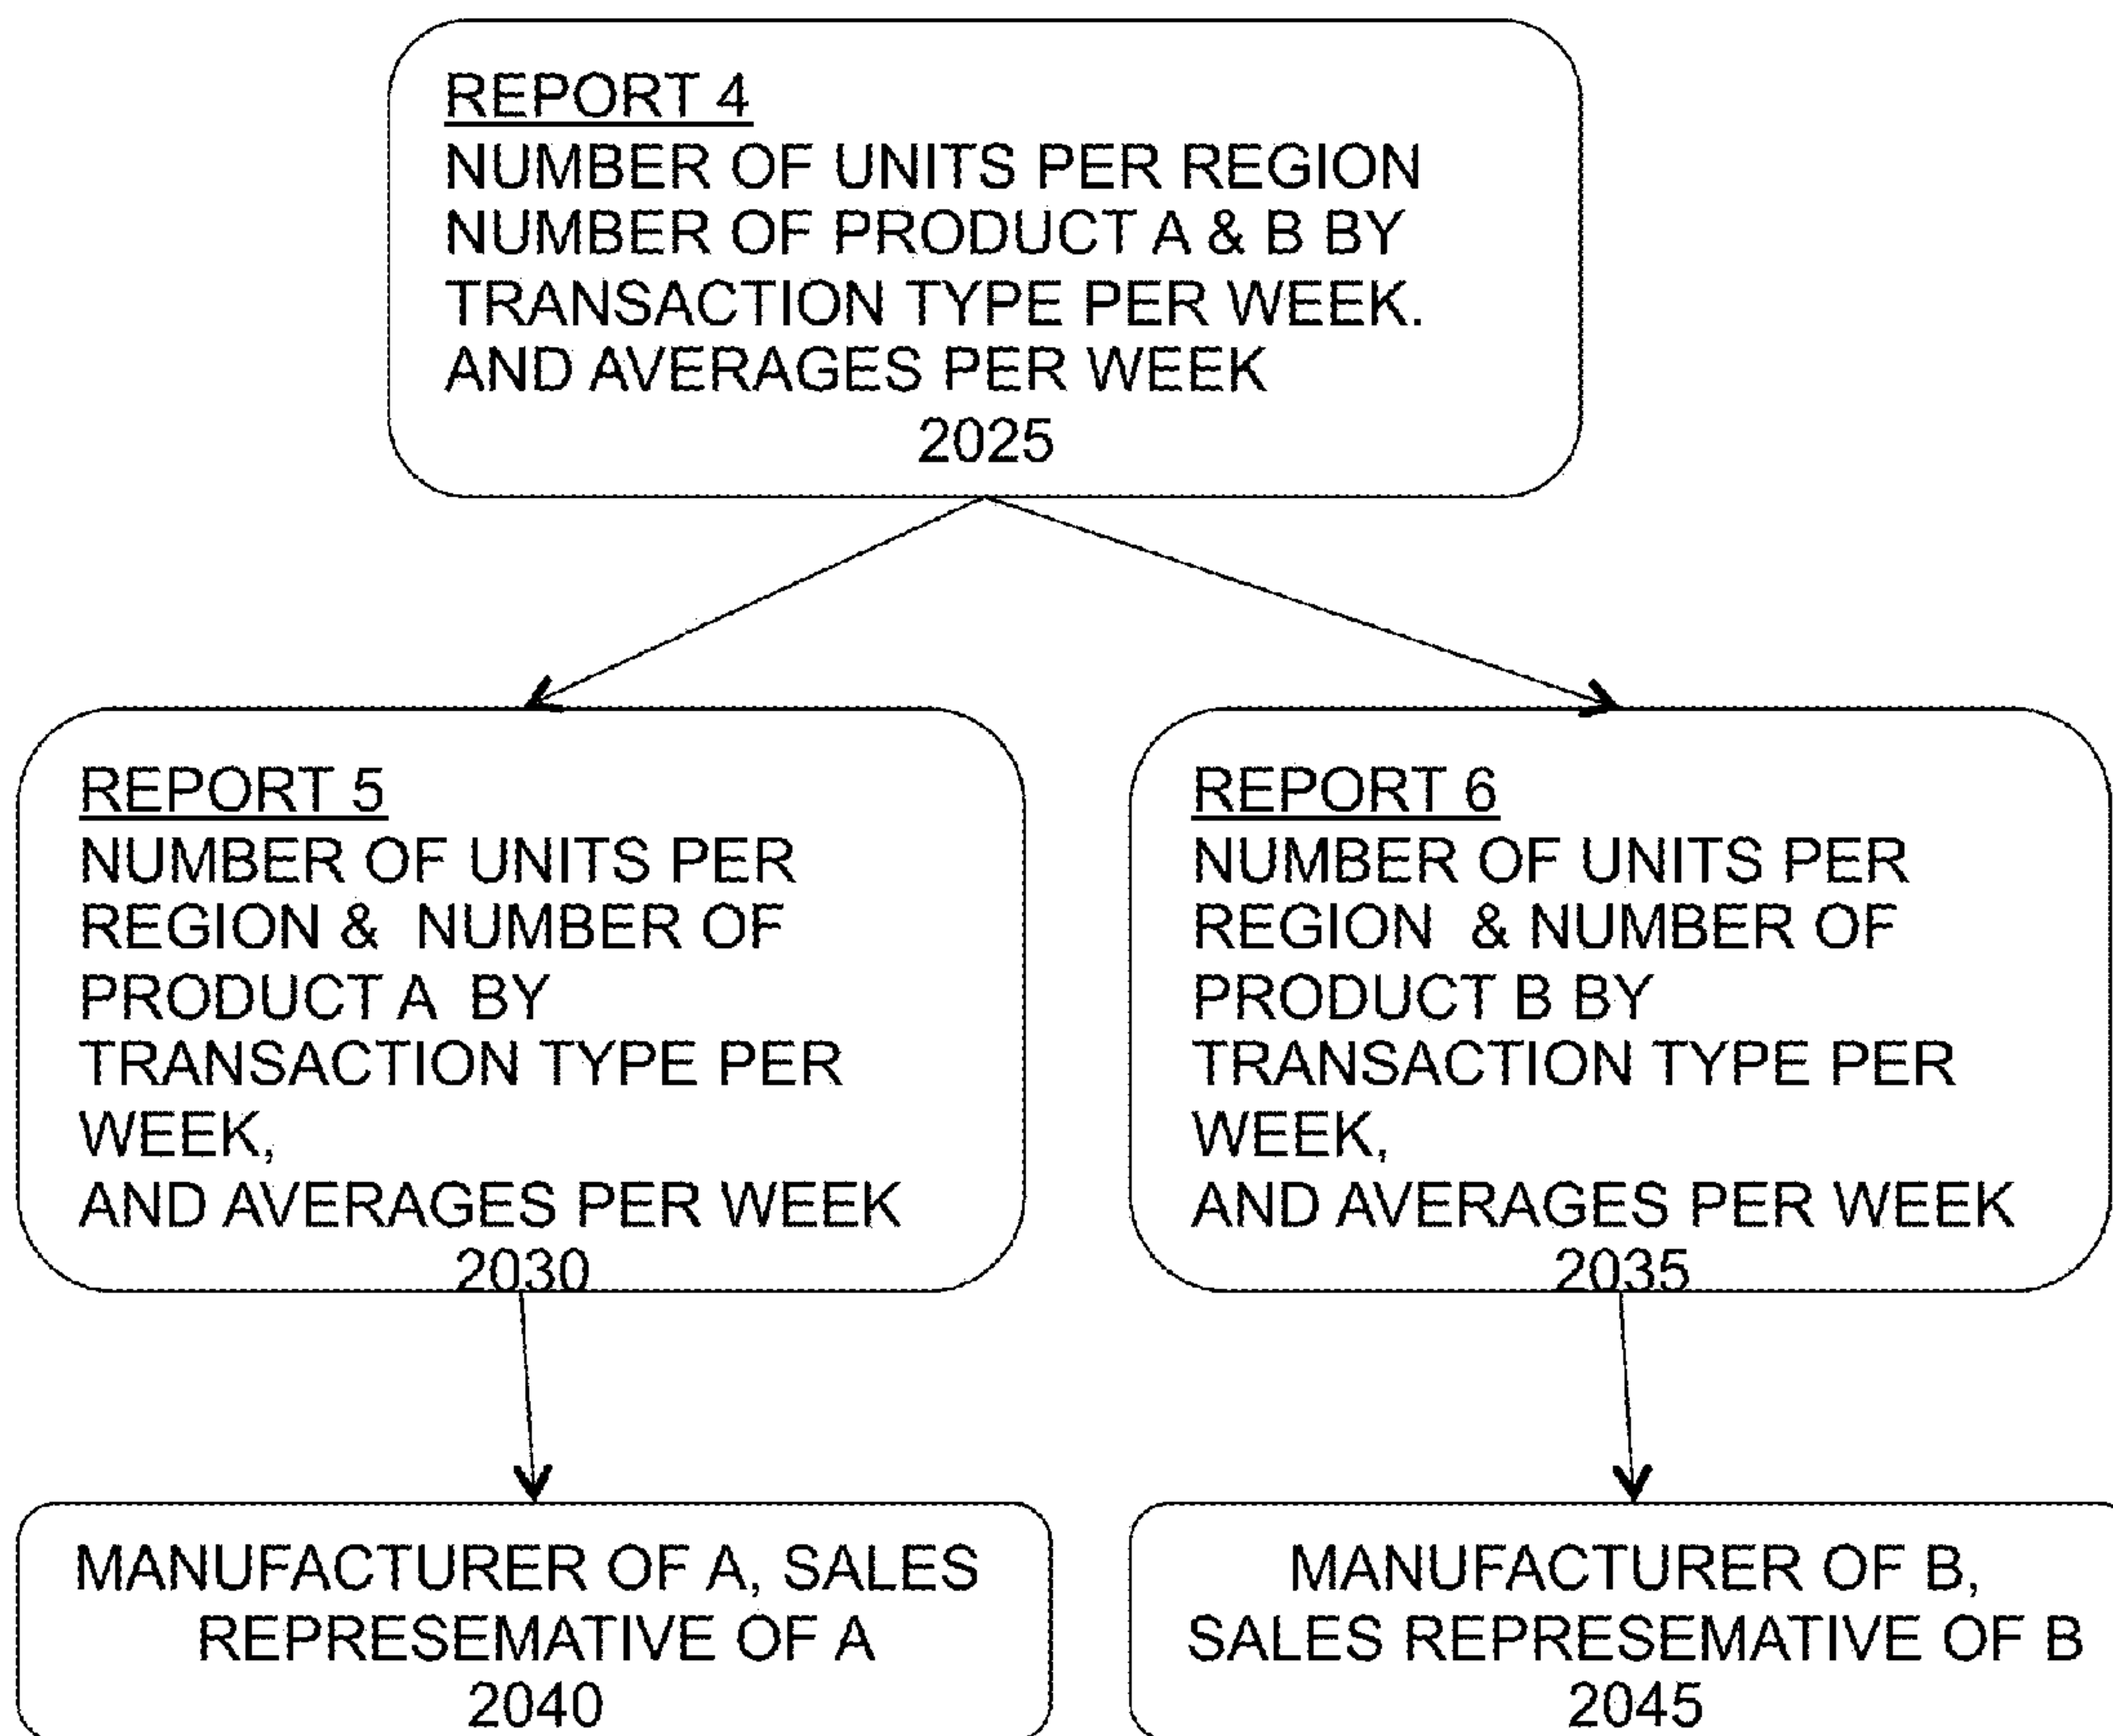 REPORT 4
NUMBER OF UNITS PER REGION
NUMBER OF PRODUCT A & B BY
TRANSACTION TYPE PER WEEK.
AND AVERAGES PER WEEK
2025
REPORT 5
NUMBER OF UNITS PER
REGION & NUMBER OF
PRODUCT A BY
TRANSACTION TYPE PER
WEEK,
AND AVERAGES PER WEEK
2030
REPORT 6
NUMBER OF UNITS PER
REGION & NUMBER OF
PRODUCT B BY
TRANSACTION TYPE PER
WEEK,
AND AVERAGES PER WEEK
2035
MANUFACTURER OF A, SALES
REPRESEMATIVE OF A
2040
MANUFACTURER OF B,
SALES REPRESEMATIVE OF B
2045